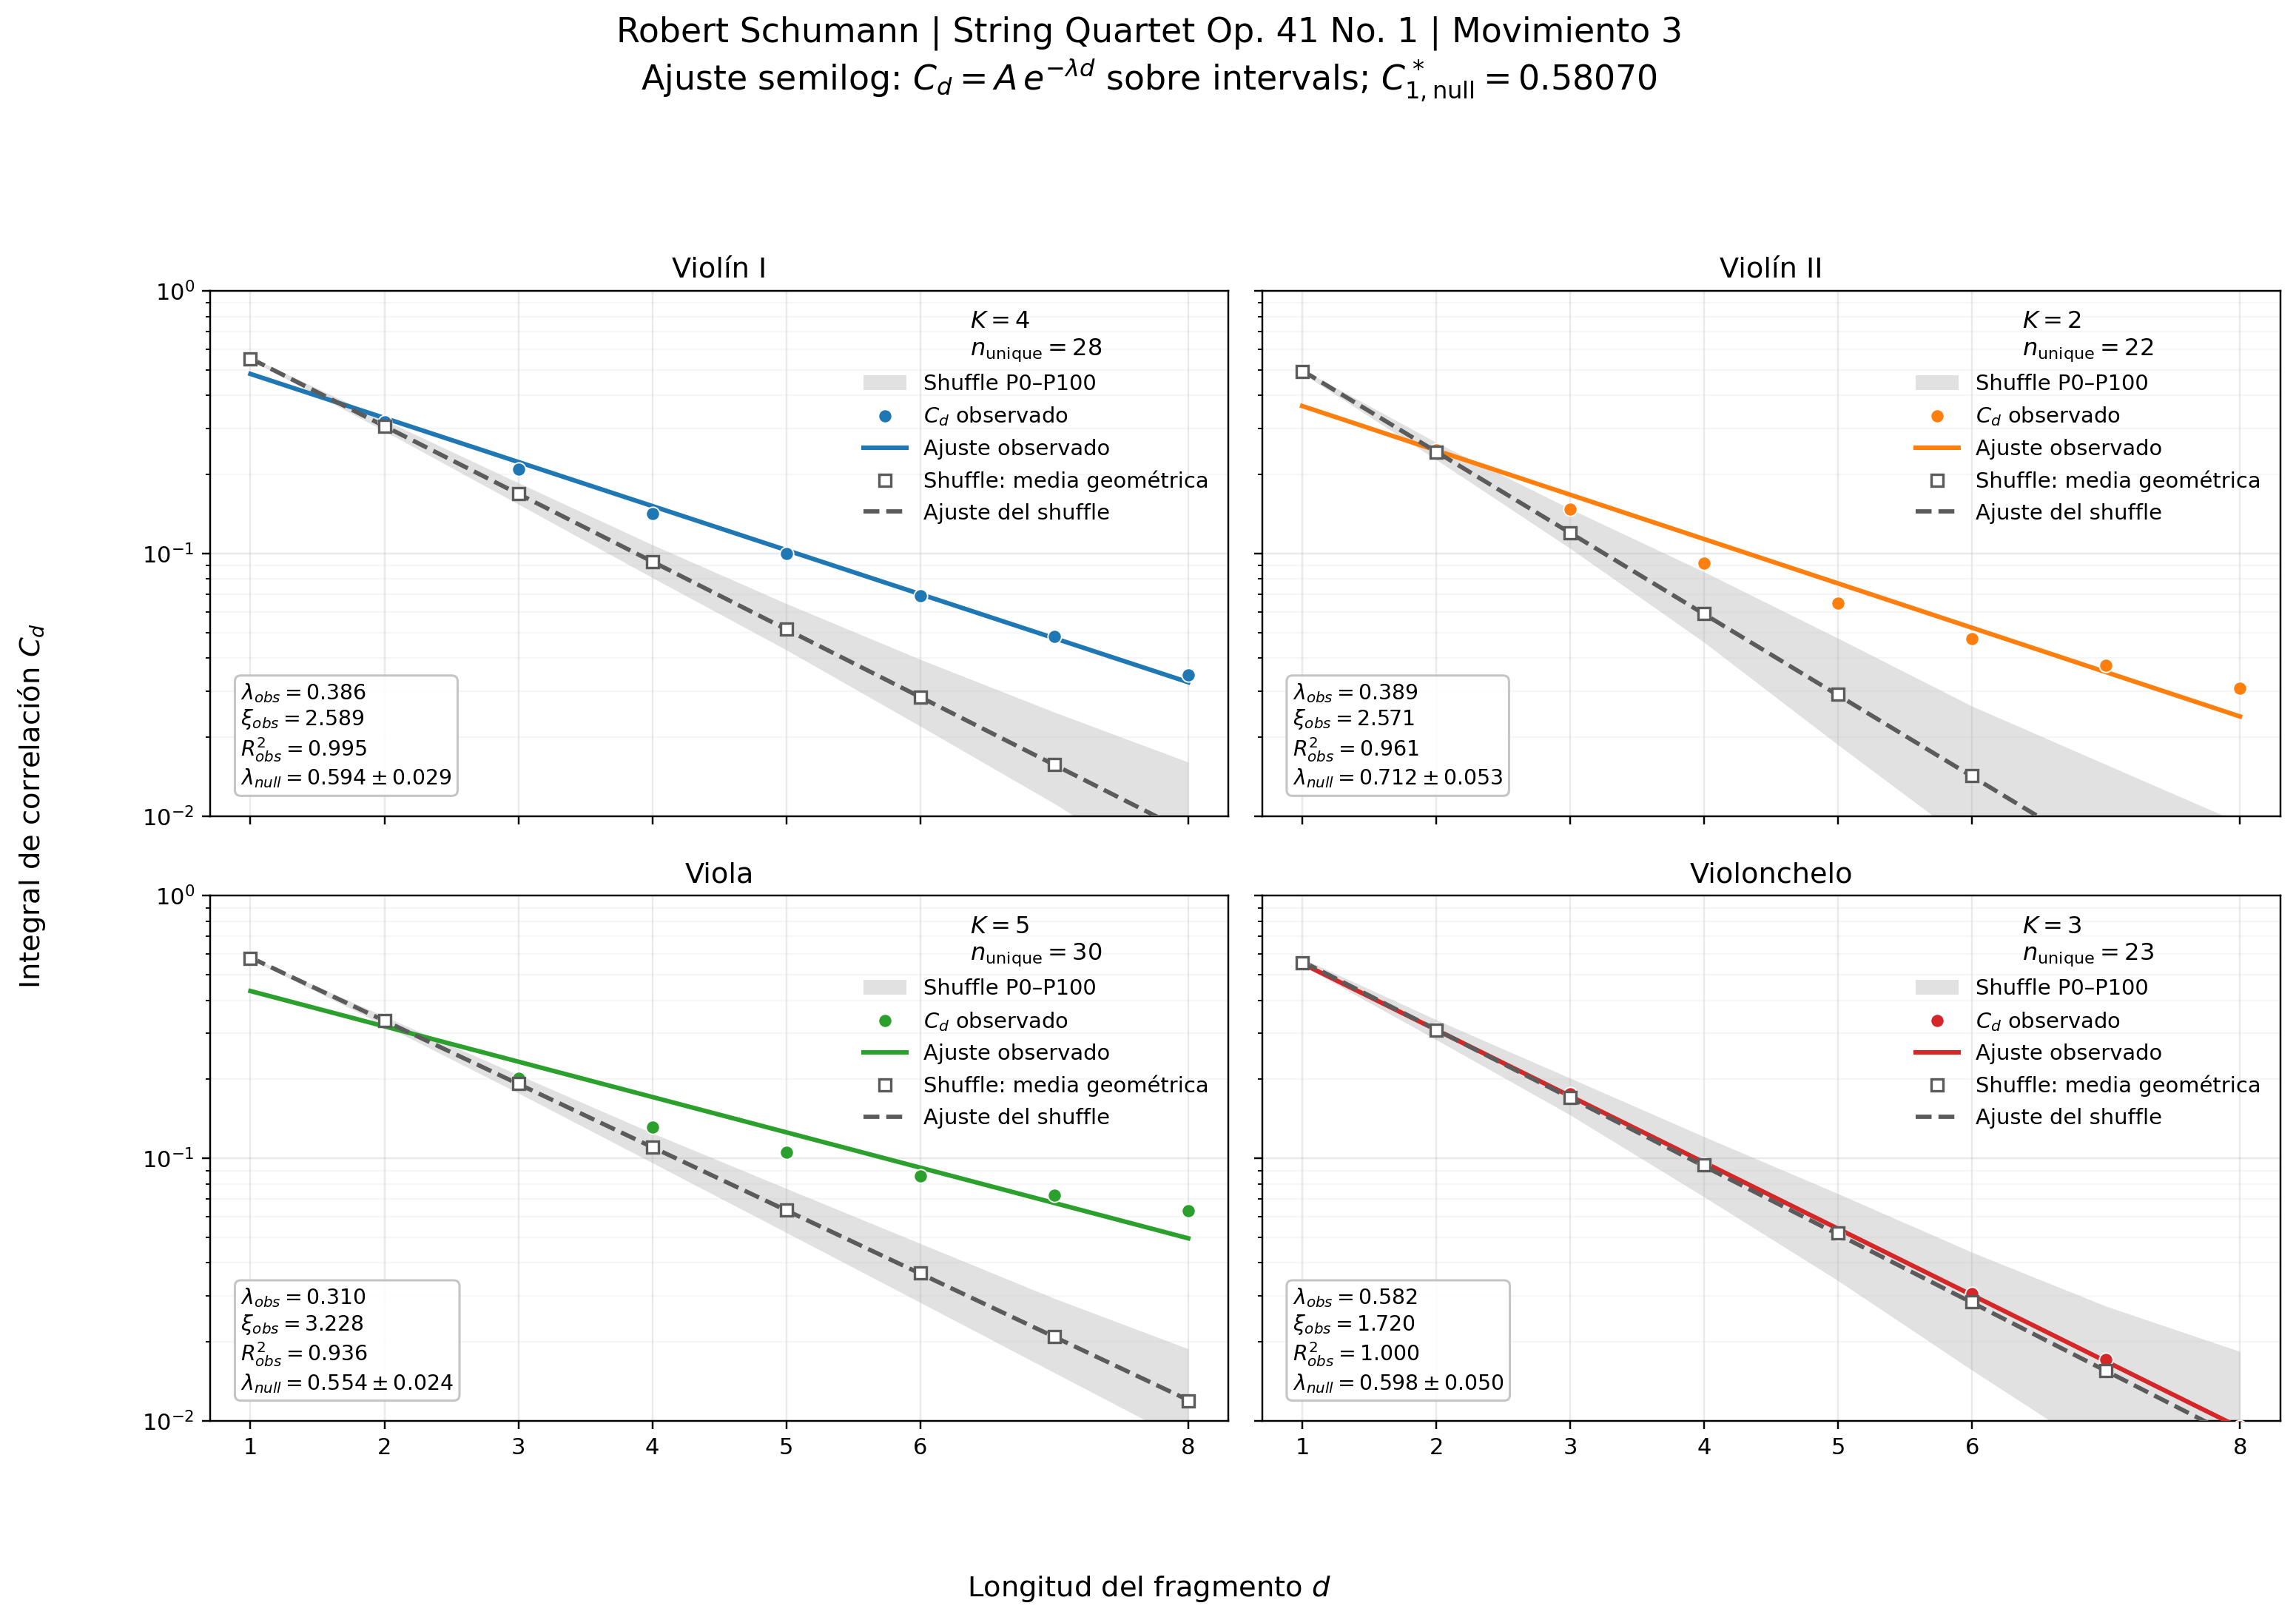 Robert Schumann | String Quartet Op. 41 No. 1 | Movimiento 3
Ajuste semilog: C_d = A e^{−λd} sobre intervals; C*_{1,null} = 0.58070
Integral de correlación C_d
Violín I
10⁰
10⁻¹
10⁻²
K = 4
n_unique = 28
Shuffle P0–P100
C_d observado
Ajuste observado
Shuffle: media geométrica
Ajuste del shuffle
λ_obs = 0.386
ξ_obs = 2.589
R²_obs = 0.995
λ_null = 0.594 ± 0.029
Violín II
K = 2
n_unique = 22
Shuffle P0–P100
C_d observado
Ajuste observado
Shuffle: media geométrica
Ajuste del shuffle
λ_obs = 0.389
ξ_obs = 2.571
R²_obs = 0.961
λ_null = 0.712 ± 0.053
Viola
10⁰
10⁻¹
10⁻²
K = 5
n_unique = 30
Shuffle P0–P100
C_d observado
Ajuste observado
Shuffle: media geométrica
Ajuste del shuffle
λ_obs = 0.310
ξ_obs = 3.228
R²_obs = 0.936
λ_null = 0.554 ± 0.024
1 2 3 4 5 6 8
Violonchelo
K = 3
n_unique = 23
Shuffle P0–P100
C_d observado
Ajuste observado
Shuffle: media geométrica
Ajuste del shuffle
λ_obs = 0.582
ξ_obs = 1.720
R²_obs = 1.000
λ_null = 0.598 ± 0.050
1 2 3 4 5 6 8
Longitud del fragmento d